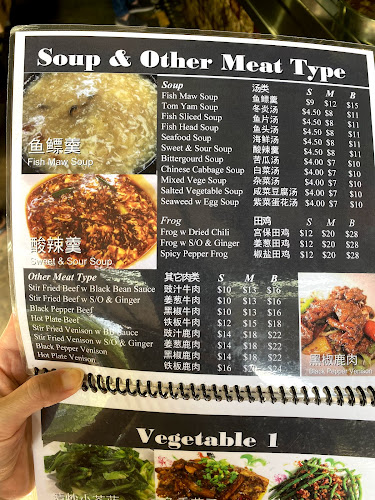 Soup & Other Meat Type
Soup 汤类 S M B
Fish Maw Soup 鱼鳔羹 $9 $12 $15
Tom Yam Soup 冬炎汤 $4.50 $8 $11
Fish Sliced Soup 鱼片汤 $4.50 $8 $11
Fish Head Soup 鱼头汤 $4.50 $8 $11
Seafood Soup 海鲜汤 $4.50 $8 $11
Sweet & Sour Soup 酸辣羹 $4.50 $8 $11
Bittergourd Soup 苦瓜汤 $4.00 $7 $10
Chinese Cabbage Soup 白菜汤 $4.00 $7 $10
Mixed Vege Soup 杂菜汤 $4.00 $7 $10
Salted Vegetable Soup 咸菜豆腐汤 $4.00 $7 $10
Seaweed w Egg Soup 紫菜蛋花汤 $4.00 $7 $10
鱼鳔羹
Fish Maw Soup
酸辣羹
Sweet & Sour Soup
Frog 田鸡 S M B
Frog w Dried Chili 宫保田鸡 $12 $20 $28
Frog w S/O & Ginger 姜葱田鸡 $12 $20 $28
Spicy Pepper Frog 椒盐田鸡 $12 $20 $28
Other Meat Type 其它肉类 S M B
Stir Fried Beef w Black Bean Sauce 豉汁牛肉 $10 $13 $16
Stir Fried Beef w S/O & Ginger 姜葱牛肉 $10 $13 $16
Black Pepper Beef 黑椒牛肉 $10 $13 $16
Hot Plate Beef 铁板牛肉 $12 $15 $18
Stir Fried Venison w BB Sauce 豉汁鹿肉 $14 $18 $22
Stir Fried Venison w S/O & Ginger 姜葱鹿肉 $14 $18 $22
Black Pepper Venison 黑椒鹿肉 $14 $18 $22
Hot Plate Venison 铁板鹿肉 $16 $20 $24
黑椒鹿肉
Black Pepper Venison
Vegetable 1